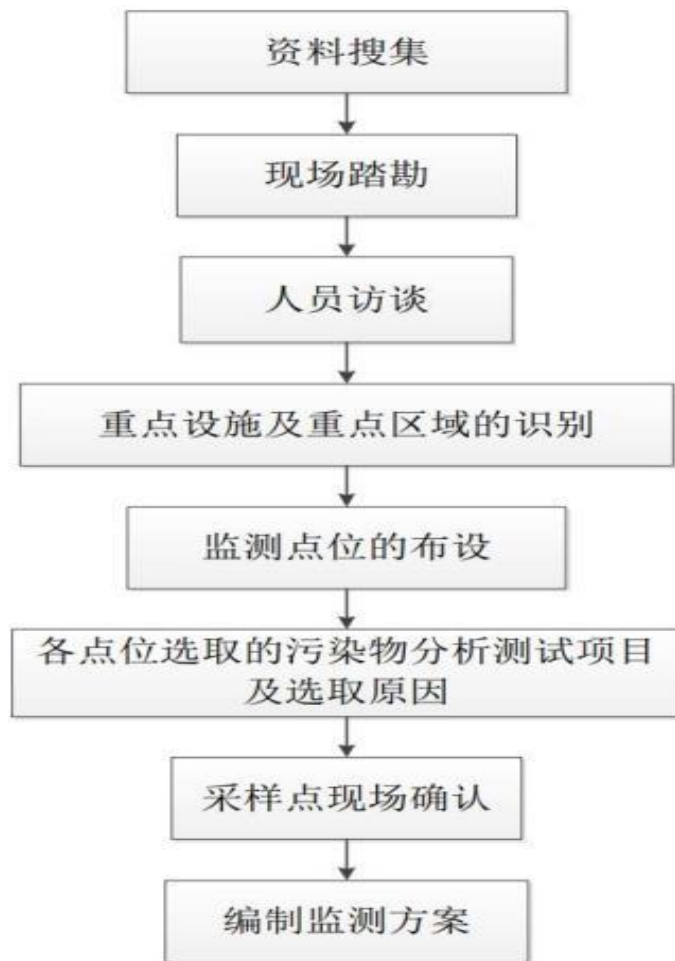 资料搜集
现场踏勘
人员访谈
重点设施及重点区域的识别
监测点位的布设
各点位选取的污染物分析测试项目
及选取原因
采样点现场确认
编制监测方案